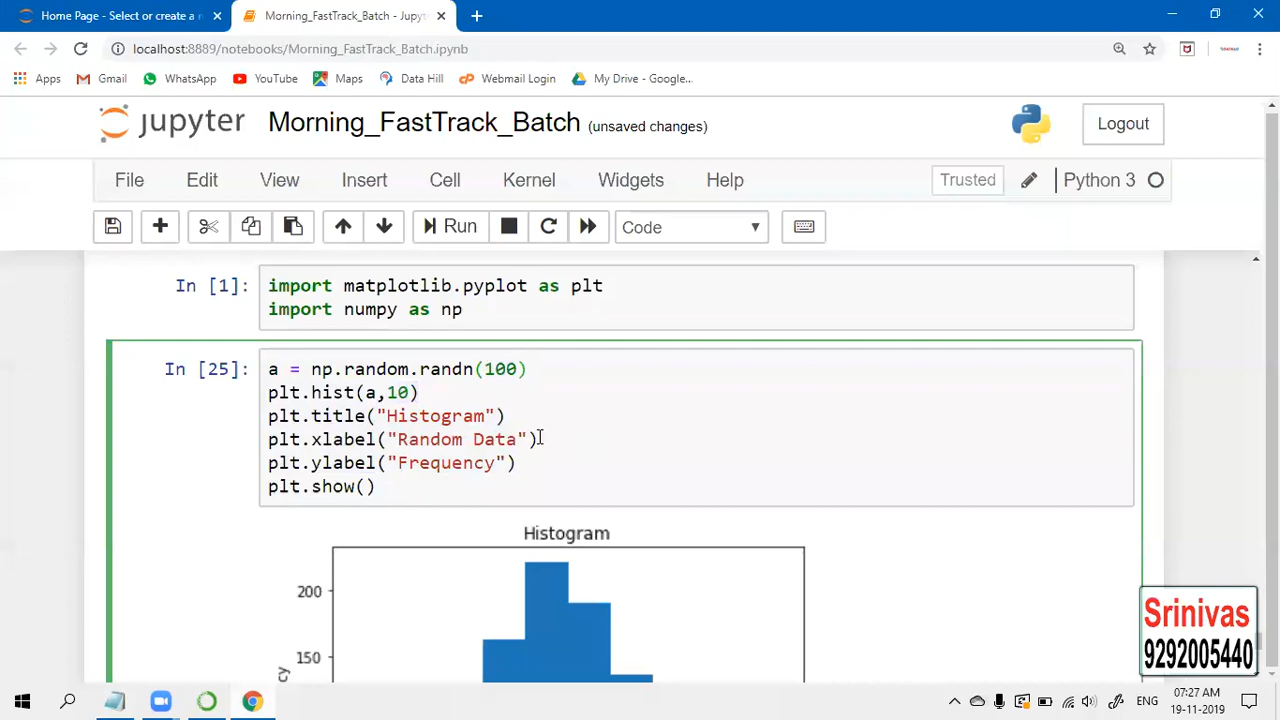 Home Page - Select or create a n
Morning_FastTrack_Batch - Jupyte
localhost:8889/notebooks/Morning_FastTrack_Batch.ipynb
Apps Gmail WhatsApp YouTube Maps Data Hill Webmail Login My Drive - Google...
jupyter Morning_FastTrack_Batch (unsaved changes) Logout
File Edit View Insert Cell Kernel Widgets Help Trusted Python 3
Run Code
In [1]: import matplotlib.pyplot as plt
import numpy as np
In [25]: a = np.random.randn(100)
plt.hist(a,10)
plt.title("Histogram")
plt.xlabel("Random Data")
plt.ylabel("Frequency")
plt.show()
Histogram
200
150
cy
Srinivas
9292005440
ENG
07:27 AM
19-11-2019